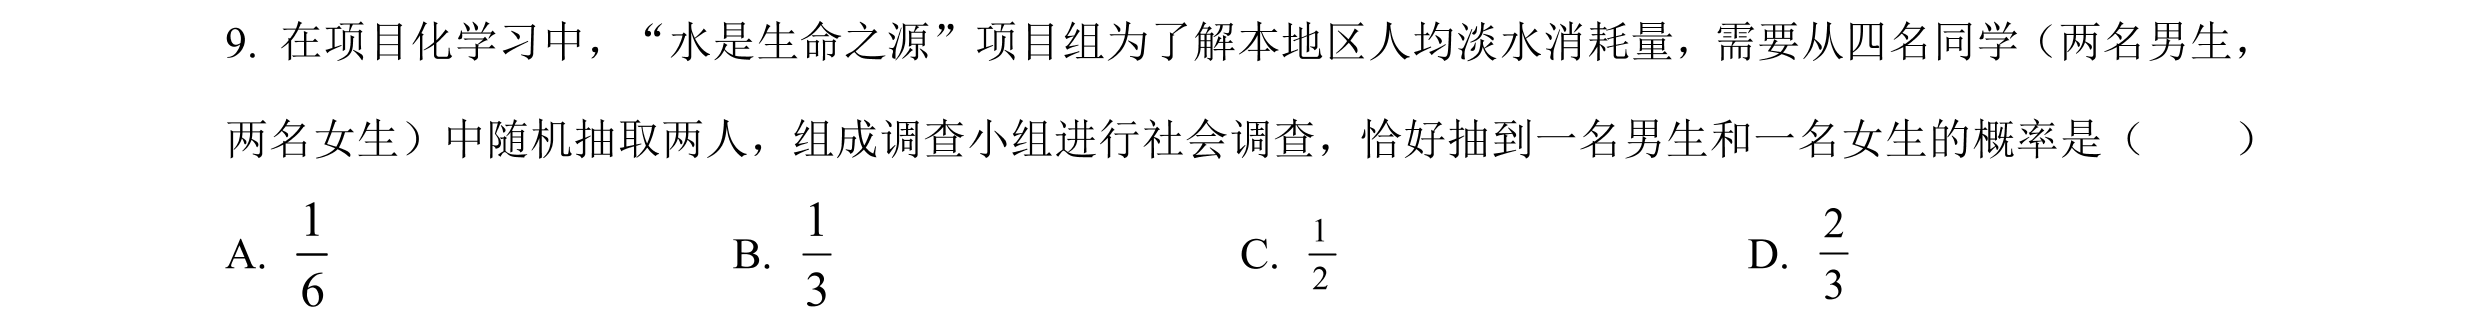 9. 在项目化学习中，“水是生命之源”项目组为了解本地区人均淡水消耗量，需要从四名同学（两名男生，
两名女生）中随机抽取两人，组成调查小组进行社会调查，恰好抽到一名男生和一名女生的概率是（　　）
A. 1/6 B. 1/3 C. 1/2 D. 2/3